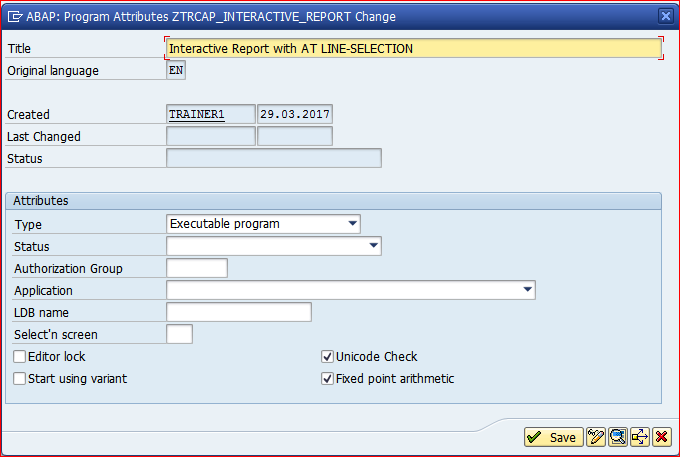 ABAP: Program Attributes ZTRCAP_INTERACTIVE_REPORT Change
Title Interactive Report with AT LINE-SELECTION
Original language EN
Created TRAINER1 29.03.2017
Last Changed
Status
Attributes
Type Executable program
Status
Authorization Group
Application
LDB name
Select'n screen
Editor lock Unicode Check
Start using variant Fixed point arithmetic
Save